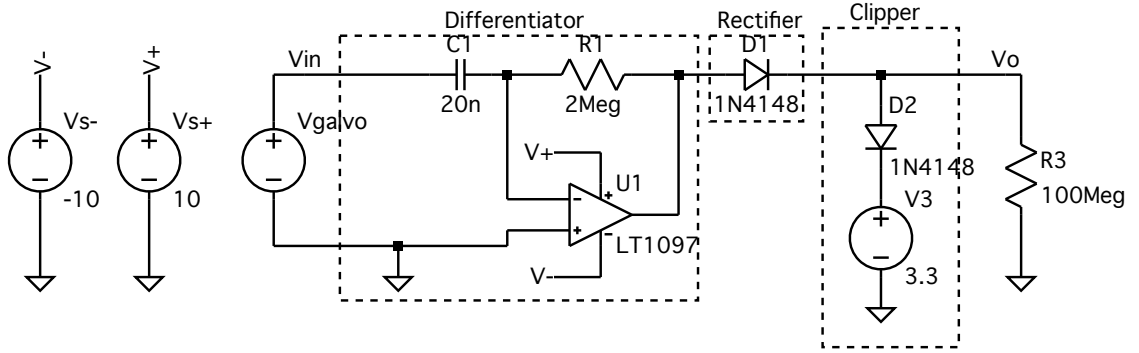 Differentiator
Rectifier
Clipper
V-
V+
Vin
C1
R1
D1
Vo
20n
2Meg
1N4148
D2
Vs-
Vs+
Vgalvo
V+
U1
1N4148
R3
-10
10
V3
100Meg
LT1097
V-
3.3